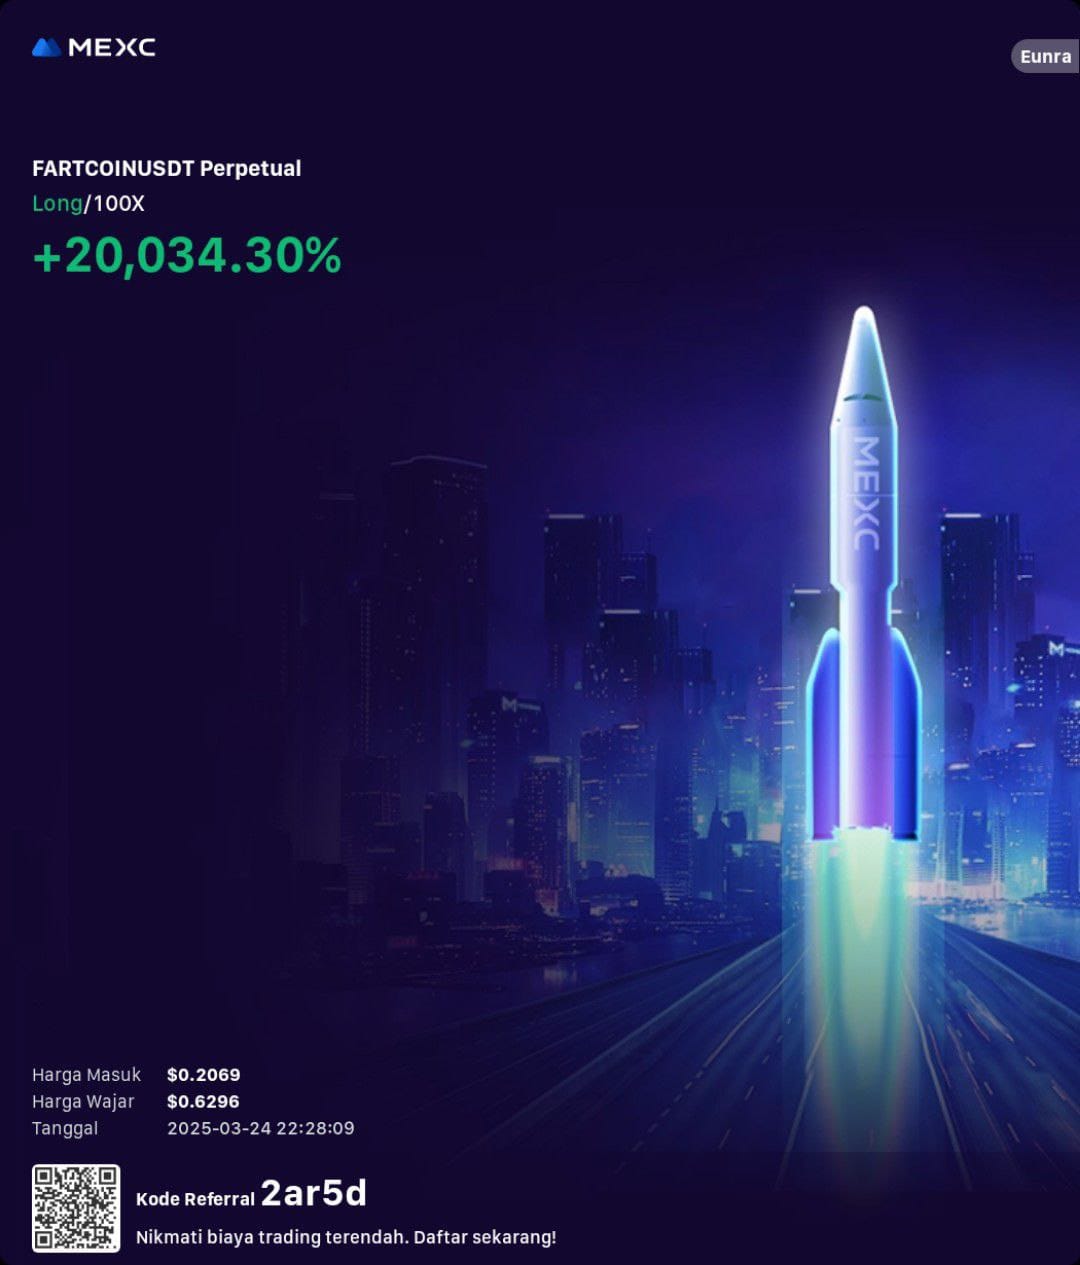 MEXC
Eunra
FARTCOINUSDT Perpetual
Long/100X
+20,034.30%
MEXC
Harga Masuk $0.2069
Harga Wajar $0.6296
Tanggal 2025-03-24 22:28:09
Kode Referral 2ar5d
Nikmati biaya trading terendah. Daftar sekarang!